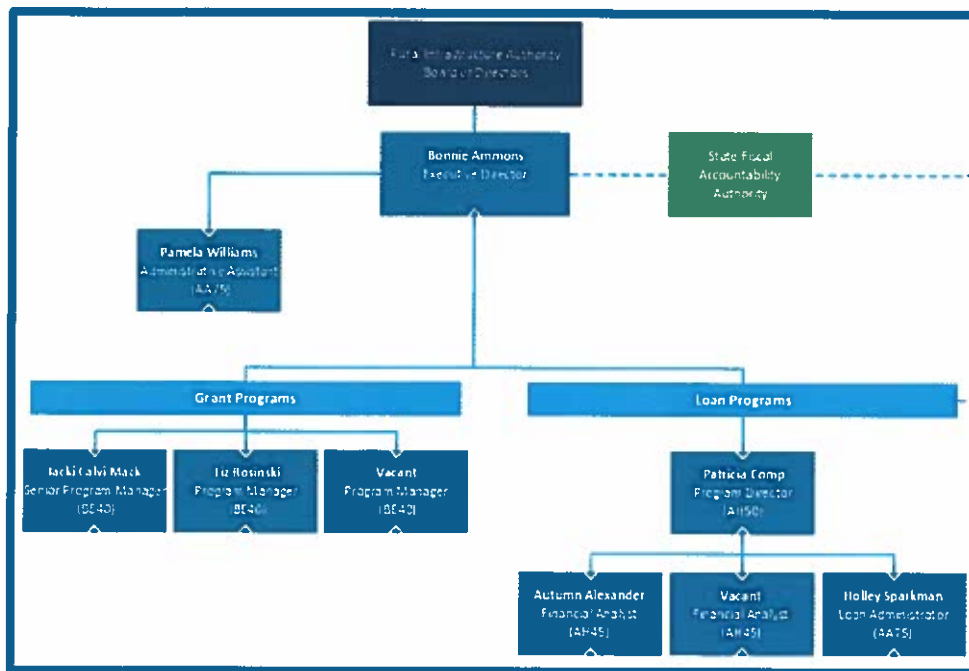 Rural Infrastructure Authority
Board of Directors
Bonnie Ammons
Executive Director
State Fiscal
Accountability
Authority
Pamela Williams
Administrative Assistant
(AA75)
Grant Programs
Loan Programs
Jacki Calvi Mack
Senior Program Manager
(BE40)
Liz Rosinski
Program Manager
(BE40)
Vacant
Program Manager
(BE40)
Patricia Comp
Program Director
(AH50)
Autumn Alexander
Financial Analyst
(AH45)
Vacant
Financial Analyst
(AH45)
Holley Sparkman
Loan Administrator
(AA75)